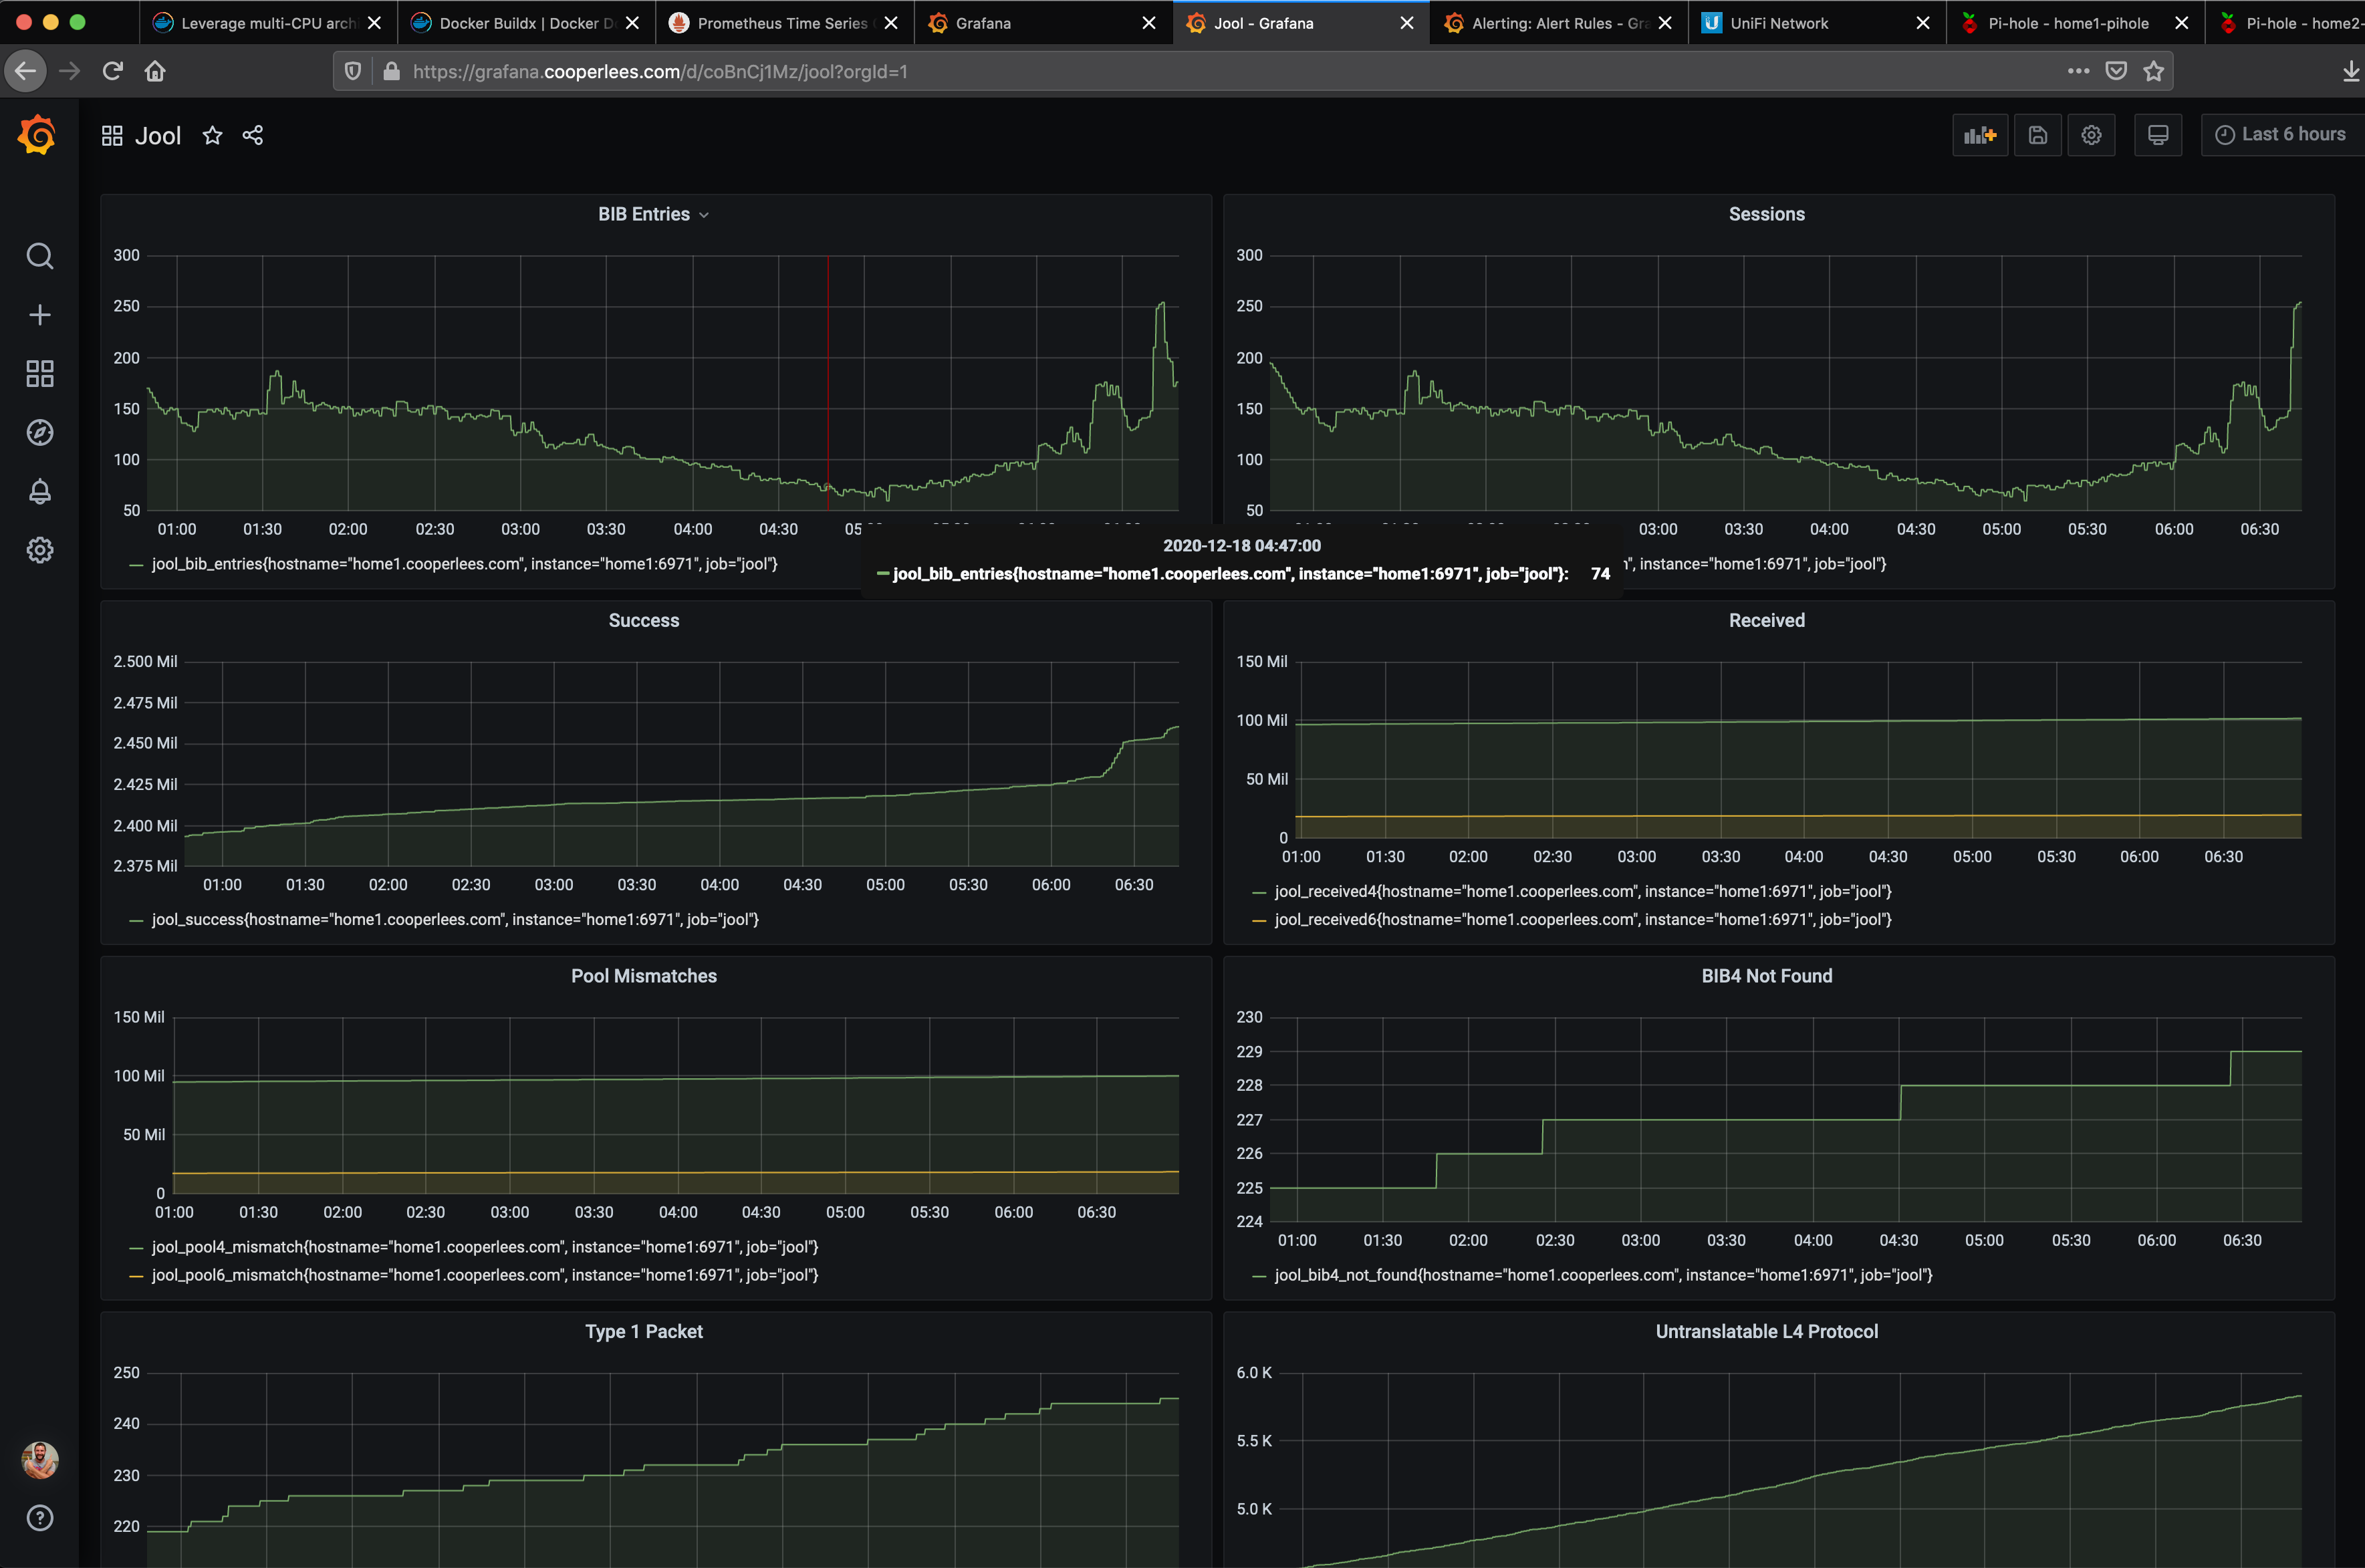 Leverage multi-CPU arch
Docker Buildx | Docker D
Prometheus Time Series
Grafana
Jool - Grafana
Alerting: Alert Rules - Gra
UniFi Network
Pi-hole - home1-pihole
Pi-hole - home2-
https://grafana.cooperlees.com/d/coBnCj1Mz/jool?orgId=1
Jool
Last 6 hours
BIB Entries
300
250
200
150
100
50
01:00 01:30 02:00 02:30 03:00 03:30 04:00 04:30
jool_bib_entries{hostname="home1.cooperlees.com", instance="home1:6971", job="jool"}
Sessions
300
250
200
150
100
50
03:00 03:30 04:00 04:30 05:00 05:30 06:00 06:30
instance="home1:6971", job="jool"}
2020-12-18 04:47:00
jool_bib_entries{hostname="home1.cooperlees.com", instance="home1:6971", job="jool"}: 74
Success
2.500 Mil
2.475 Mil
2.450 Mil
2.425 Mil
2.400 Mil
2.375 Mil
01:00 01:30 02:00 02:30 03:00 03:30 04:00 04:30 05:00 05:30 06:00 06:30
jool_success{hostname="home1.cooperlees.com", instance="home1:6971", job="jool"}
Received
150 Mil
100 Mil
50 Mil
0
01:00 01:30 02:00 02:30 03:00 03:30 04:00 04:30 05:00 05:30 06:00 06:30
jool_received4{hostname="home1.cooperlees.com", instance="home1:6971", job="jool"}
jool_received6{hostname="home1.cooperlees.com", instance="home1:6971", job="jool"}
Pool Mismatches
150 Mil
100 Mil
50 Mil
0
01:00 01:30 02:00 02:30 03:00 03:30 04:00 04:30 05:00 05:30 06:00 06:30
jool_pool4_mismatch{hostname="home1.cooperlees.com", instance="home1:6971", job="jool"}
jool_pool6_mismatch{hostname="home1.cooperlees.com", instance="home1:6971", job="jool"}
BIB4 Not Found
230
229
228
227
226
225
224
01:00 01:30 02:00 02:30 03:00 03:30 04:00 04:30 05:00 05:30 06:00 06:30
jool_bib4_not_found{hostname="home1.cooperlees.com", instance="home1:6971", job="jool"}
Type 1 Packet
250
240
230
220
Untranslatable L4 Protocol
6.0 K
5.5 K
5.0 K